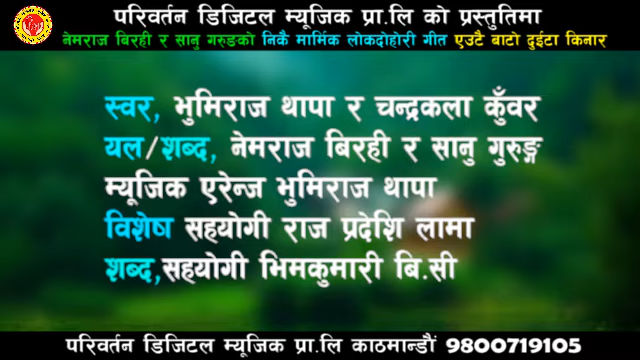 परिवर्तन डिजिटल म्यूजिक प्रा.लि को प्रस्तुतिमा
नेमराज बिरही र सानु गरुङको निकै मार्मिक लोकदोहोरी गीत एउटै बाटो दुईटा किनार
स्वर, भुमिराज थापा र चन्द्रकला कुँवर
यल/शब्द, नेमराज बिरही र सानु गुरुङ्ग
म्यूजिक एरेन्ज भुमिराज थापा
विशेष सहयोगी राज प्रदेशि लामा
शब्द,सहयोगी भिमकुमारी बि.सी
परिवर्तन डिजिटल म्यूजिक प्रा.लि काठमान्डौं 9800719105